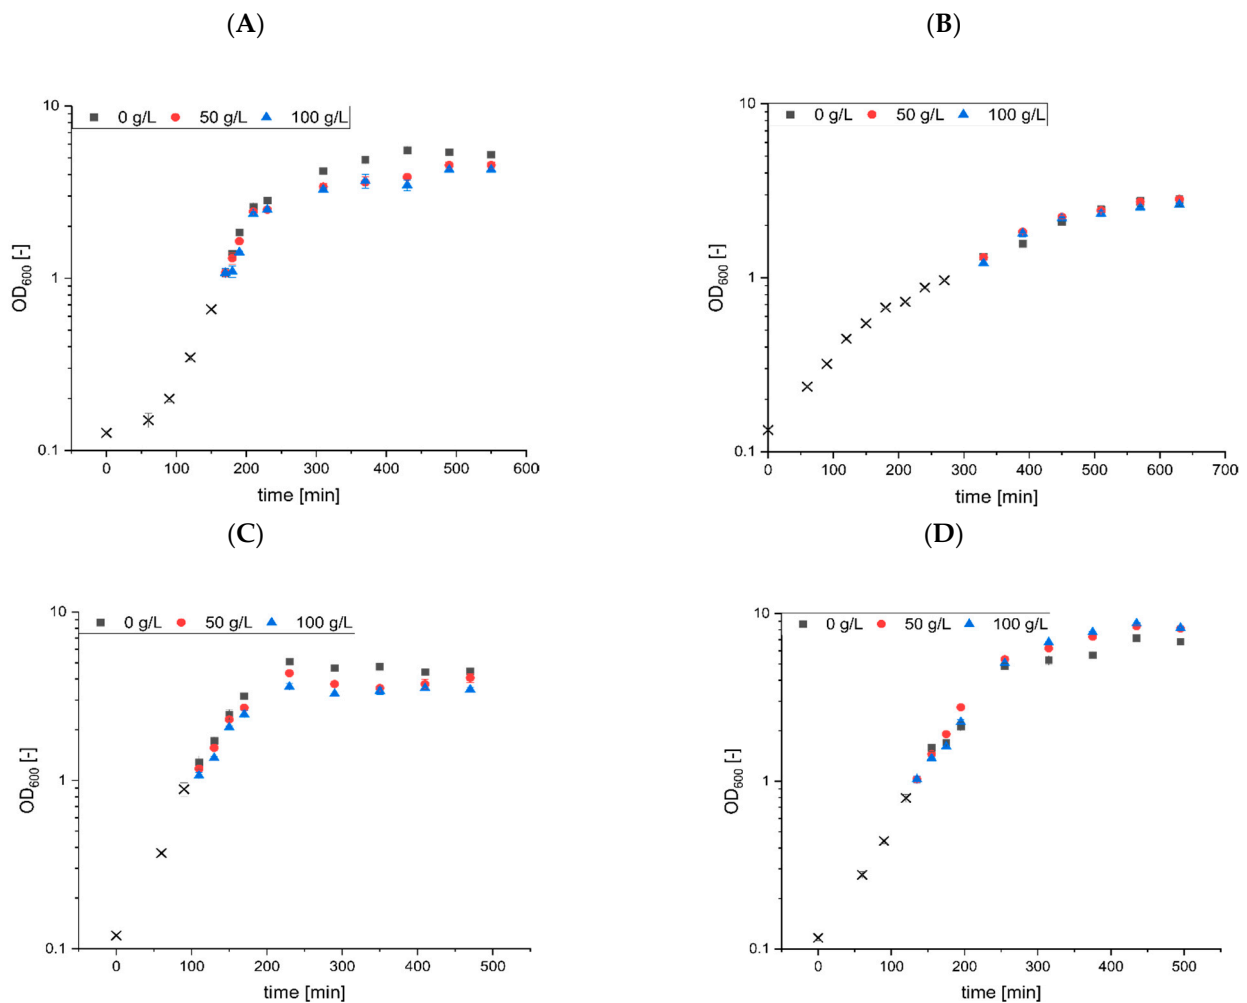 (A)
10
0 g/L 50 g/L 100 g/L
1
0.1
OD600 [-]
0 100 200 300 400 500 600
time [min]
(B)
10
0 g/L 50 g/L 100 g/L
1
0.1
OD600 [-]
0 100 200 300 400 500 600 700
time [min]
(C)
10
0 g/L 50 g/L 100 g/L
1
0.1
OD600 [-]
0 100 200 300 400 500
time [min]
(D)
10
0 g/L 50 g/L 100 g/L
1
0.1
OD600 [-]
0 100 200 300 400 500
time [min]